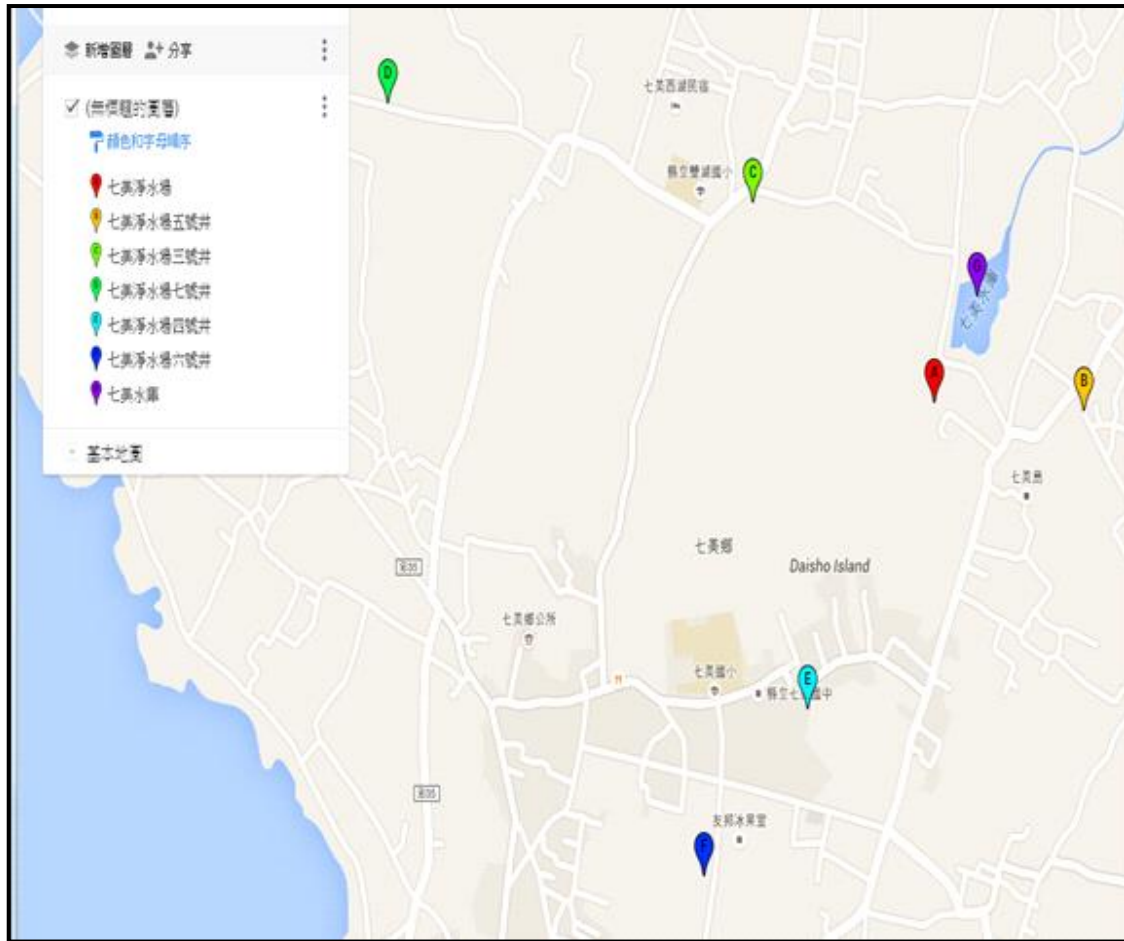 新增圖層 分享
(無標題的圖層)
顏色和字母順序
七美淨水場
七美淨水場五號井
七美淨水場三號井
七美淨水場七號井
七美淨水場四號井
七美淨水場六號井
七美水庫
基本地圖
D
七美西湖民宿
縣立雙湖國小
C
G
七美水庫
A
B
七美島
七美鄉
Daisho Island
七美鄉公所
七美國小
E
縣立七 國中
友邦冰果室
F